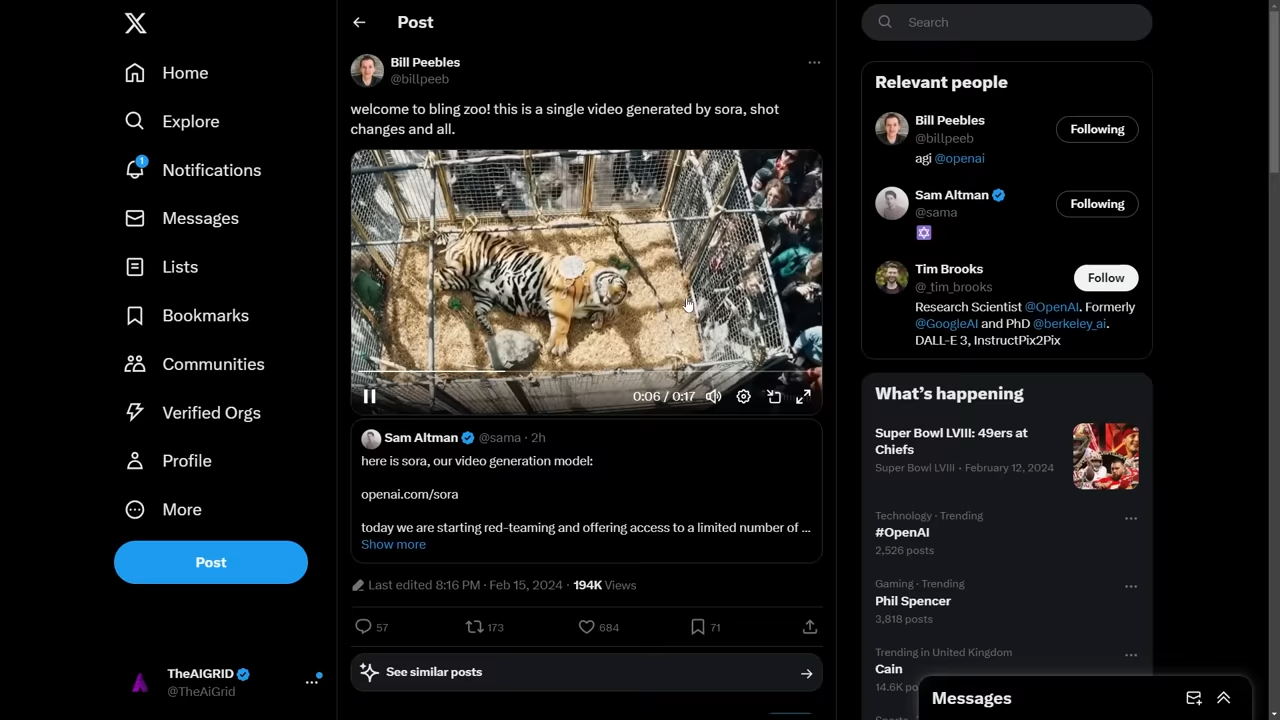 Home
Explore
1
Notifications
Messages
Lists
Bookmarks
Communities
Verified Orgs
Profile
More
Post
TheAIGRID
@TheAiGrid
Post
Bill Peebles
@billpeeb
welcome to bling zoo! this is a single video generated by sora, shot
changes and all.
0:06 / 0:17
Sam Altman @sama · 2h
here is sora, our video generation model:
openai.com/sora
today we are starting red-teaming and offering access to a limited number of ...
Show more
Last edited 8:16 PM · Feb 15, 2024 · 194K Views
57
173
684
71
See similar posts
Search
Relevant people
Bill Peebles
@billpeeb
Following
agi @openai
Sam Altman
@sama
Following
Tim Brooks
@_tim_brooks
Follow
Research Scientist @OpenAI. Formerly
@GoogleAI and PhD @berkeley_ai.
DALL-E 3, InstructPix2Pix
What's happening
Super Bowl LVIII: 49ers at
Chiefs
Super Bowl LVIII · February 12, 2024
Technology · Trending
#OpenAI
2,526 posts
Gaming · Trending
Phil Spencer
3,818 posts
Trending in United Kingdom
Cain
14.6K po
Messages